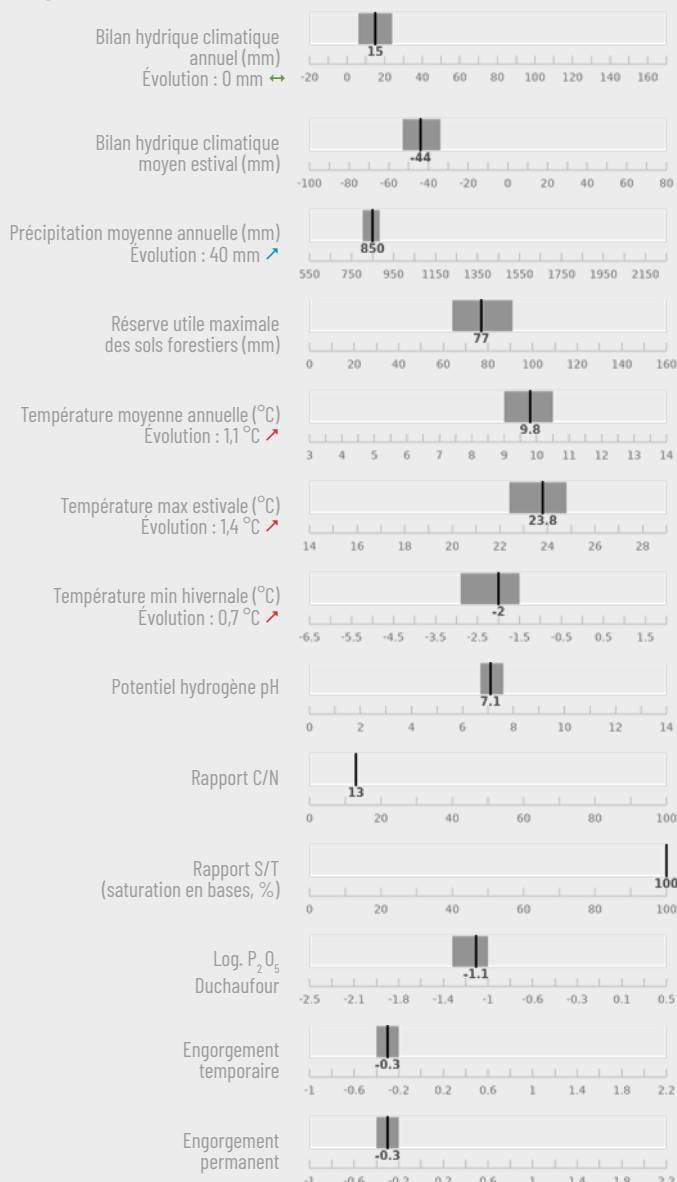 Bilan hydrique climatique
annuel (mm)
Évolution : 0 mm ↔
15
-20 0 20 40 60 80 100 120 140 160
Bilan hydrique climatique
moyen estival (mm)
-44
-100 -80 -60 -40 -20 0 20 40 60 80
Précipitation moyenne annuelle (mm)
Évolution : 40 mm ↗
850
550 750 950 1150 1350 1550 1750 1950 2150
Réserve utile maximale
des sols forestiers (mm)
77
0 20 40 60 80 100 120 140 160
Température moyenne annuelle (°C)
Évolution : 1,1 °C ↗
9.8
3 4 5 6 7 8 9 10 11 12 13 14
Température max estivale (°C)
Évolution : 1,4 °C ↗
23.8
14 16 18 20 22 24 26 28
Température min hivernale (°C)
Évolution : 0,7 °C ↗
-2
-6.5 -5.5 -4.5 -3.5 -2.5 -1.5 -0.5 0.5 1.5
Potentiel hydrogène pH
7.1
0 2 4 6 8 10 12 14
Rapport C/N
13
0 20 40 60 80 100
Rapport S/T
(saturation en bases, %)
100
0 20 40 60 80 100
Log. P₂O₅
Duchaufour
-1.1
-2.5 -2.1 -1.8 -1.4 -1 -0.6 -0.3 0.1 0.5
Engorgement
temporaire
-0.3
-1 -0.6 -0.2 0.2 0.6 1 1.4 1.8 2.2
Engorgement
permanent
-0.3
-1 -0.6 -0.2 0.2 0.6 1 1.4 1.8 2.2